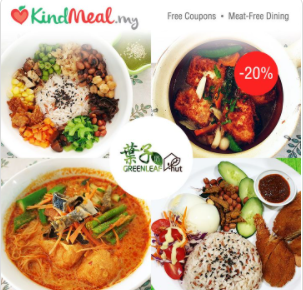 KindMeal.my
Free Coupons • Meat-Free Dining
-20%
葉子
GREENLEAF Hut